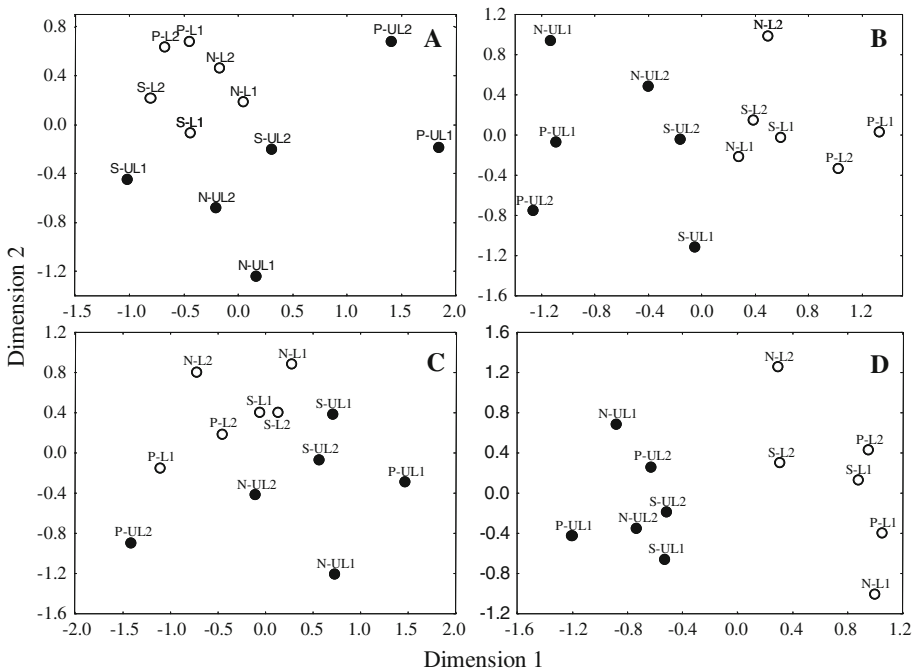 0.8
0.4
0.0
-0.4
-0.8
-1.2
P-L2
P-L1
P-UL2
A
N-L2
S-L2
N-L1
S-L1
S-UL2
P-UL1
S-UL1
N-UL2
N-UL1
-1.5
-1.0
-0.5
0.0
0.5
1.0
1.5
2.0
1.2
0.8
0.4
0.0
-0.4
-0.8
-1.2
-1.6
N-UL1
N-L2
B
N-UL2
S-L2
P-UL1
S-UL2
S-L1
P-L1
N-L1
P-L2
P-UL2
S-UL1
-1.2
-0.8
-0.4
0.0
0.4
0.8
1.2
Dimension 2
1.2
0.8
0.4
0.0
-0.4
-0.8
-1.2
-1.6
N-L2
N-L1
C
S-L1
S-L2
S-UL1
P-L2
S-UL2
P-L1
N-UL2
P-UL1
P-UL2
N-UL1
-2.0
-1.5
-1.0
-0.5
0.0
0.5
1.0
1.5
2.0
1.6
1.2
0.8
0.4
0.0
-0.4
-0.8
-1.2
N-L2
D
N-UL1
P-UL2
P-L2
S-L2
S-L1
S-UL2
P-UL1
N-UL2
P-L1
S-UL1
N-L1
-1.6
-1.2
-0.8
-0.4
0.0
0.4
0.8
1.2
Dimension 1